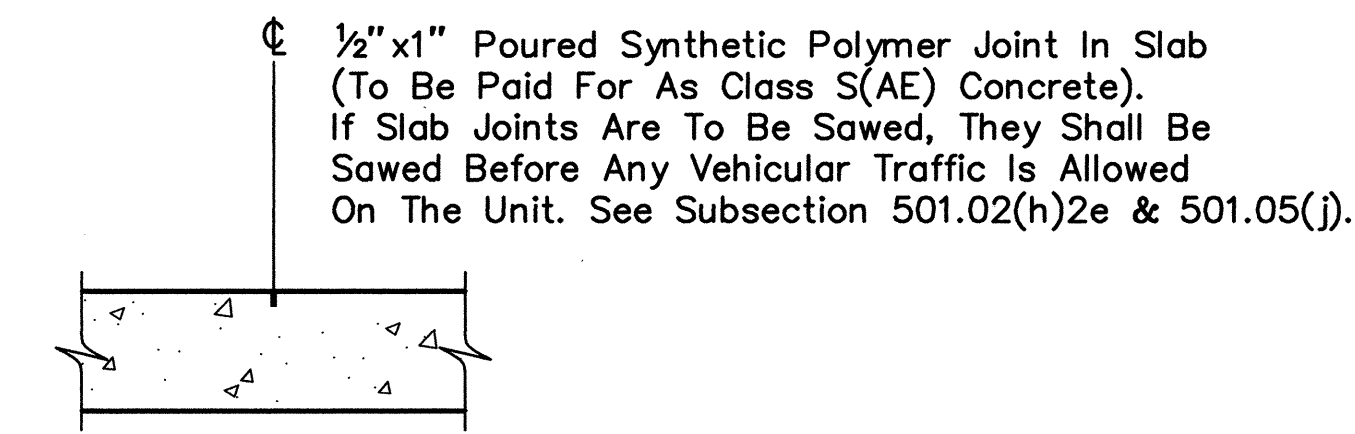 ℄ ½"x1" Poured Synthetic Polymer Joint In Slab
(To Be Paid For As Class S(AE) Concrete).
If Slab Joints Are To Be Sawed, They Shall Be
Sawed Before Any Vehicular Traffic Is Allowed
On The Unit. See Subsection 501.02(h)2e & 501.05(j).